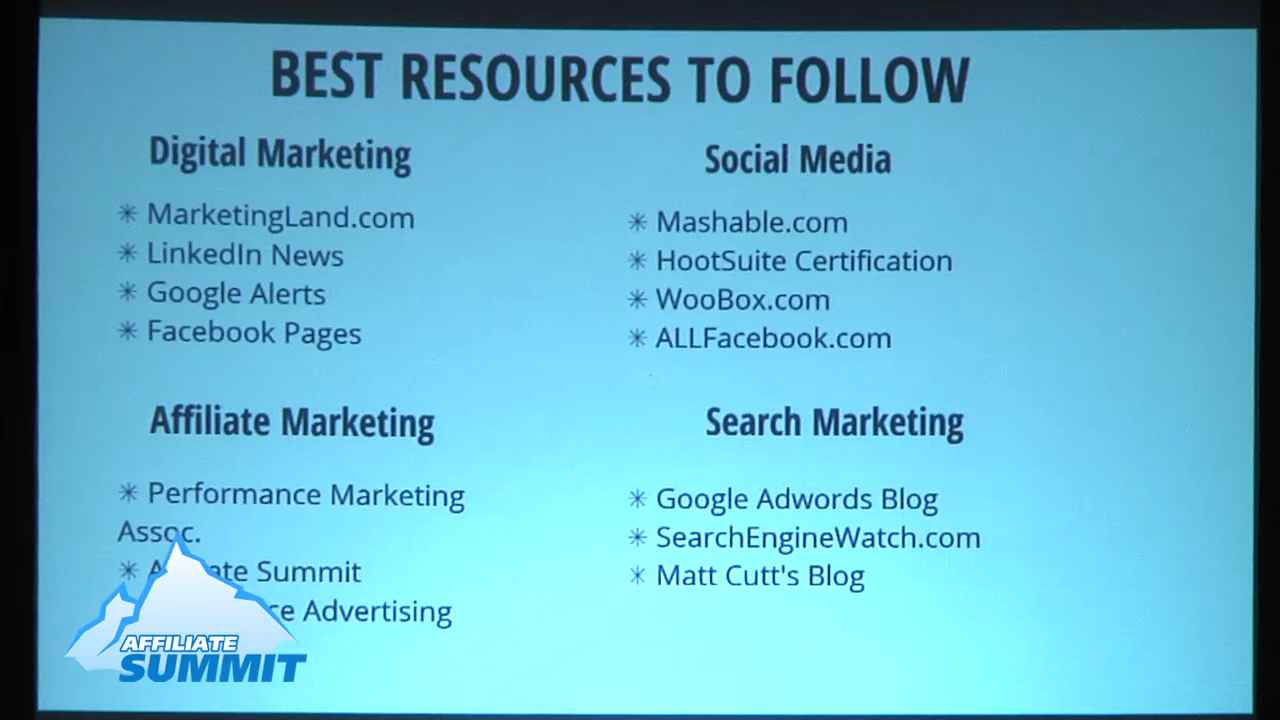 BEST RESOURCES TO FOLLOW
Digital Marketing
✳ MarketingLand.com
✳ LinkedIn News
✳ Google Alerts
✳ Facebook Pages
Social Media
✳ Mashable.com
✳ HootSuite Certification
✳ WooBox.com
✳ ALLFacebook.com
Affiliate Marketing
✳ Performance Marketing
Assoc.
✳ Affiliate Summit
Advertising
Search Marketing
✳ Google Adwords Blog
✳ SearchEngineWatch.com
✳ Matt Cutt's Blog
AFFILIATE
SUMMIT